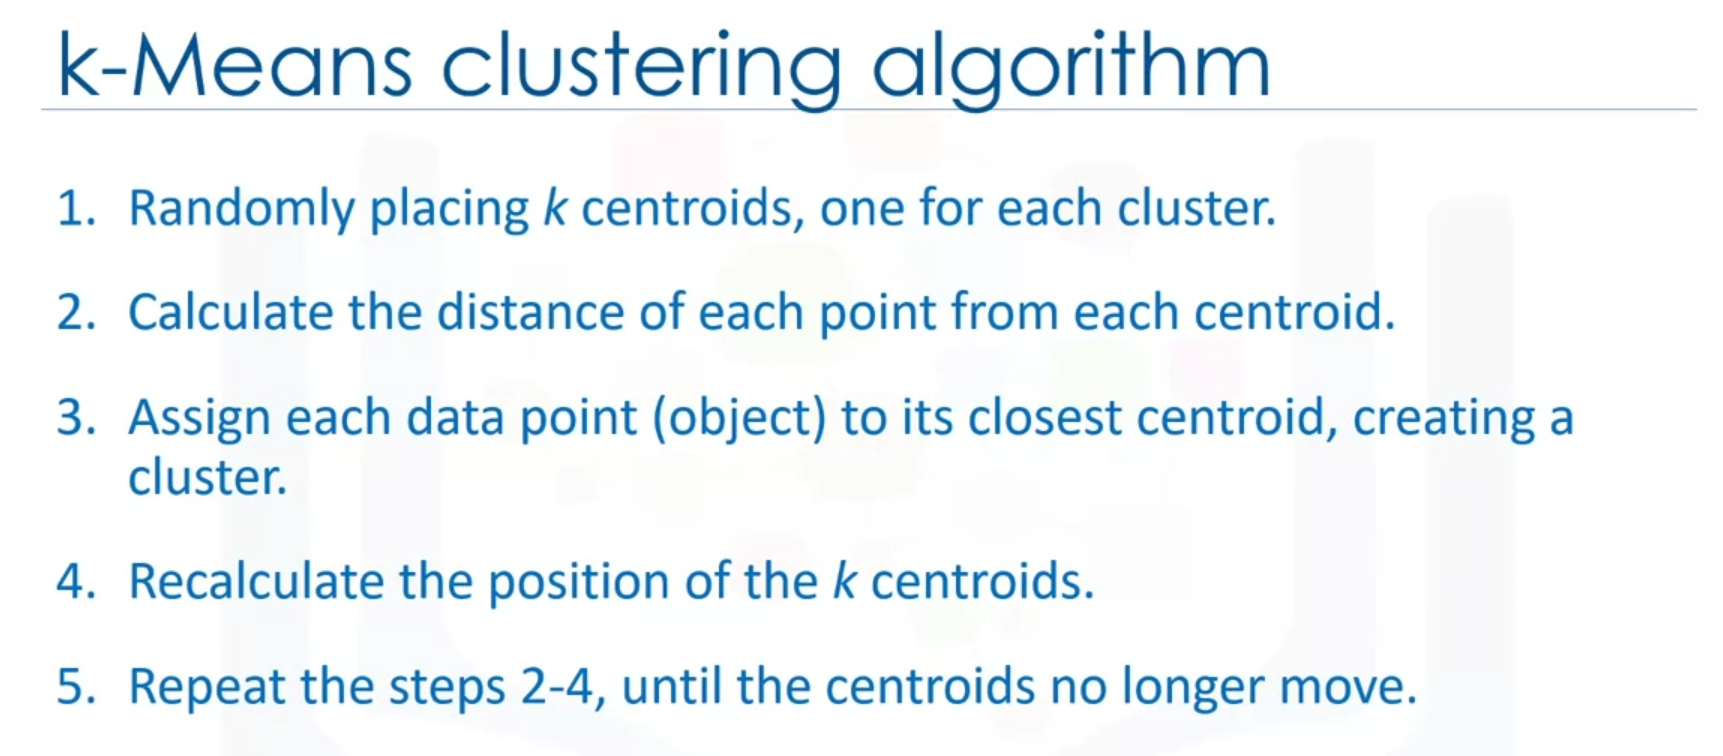 k-Means clustering algorithm
1. Randomly placing k centroids, one for each cluster.
2. Calculate the distance of each point from each centroid.
3. Assign each data point (object) to its closest centroid, creating a
cluster.
4. Recalculate the position of the k centroids.
5. Repeat the steps 2-4, until the centroids no longer move.